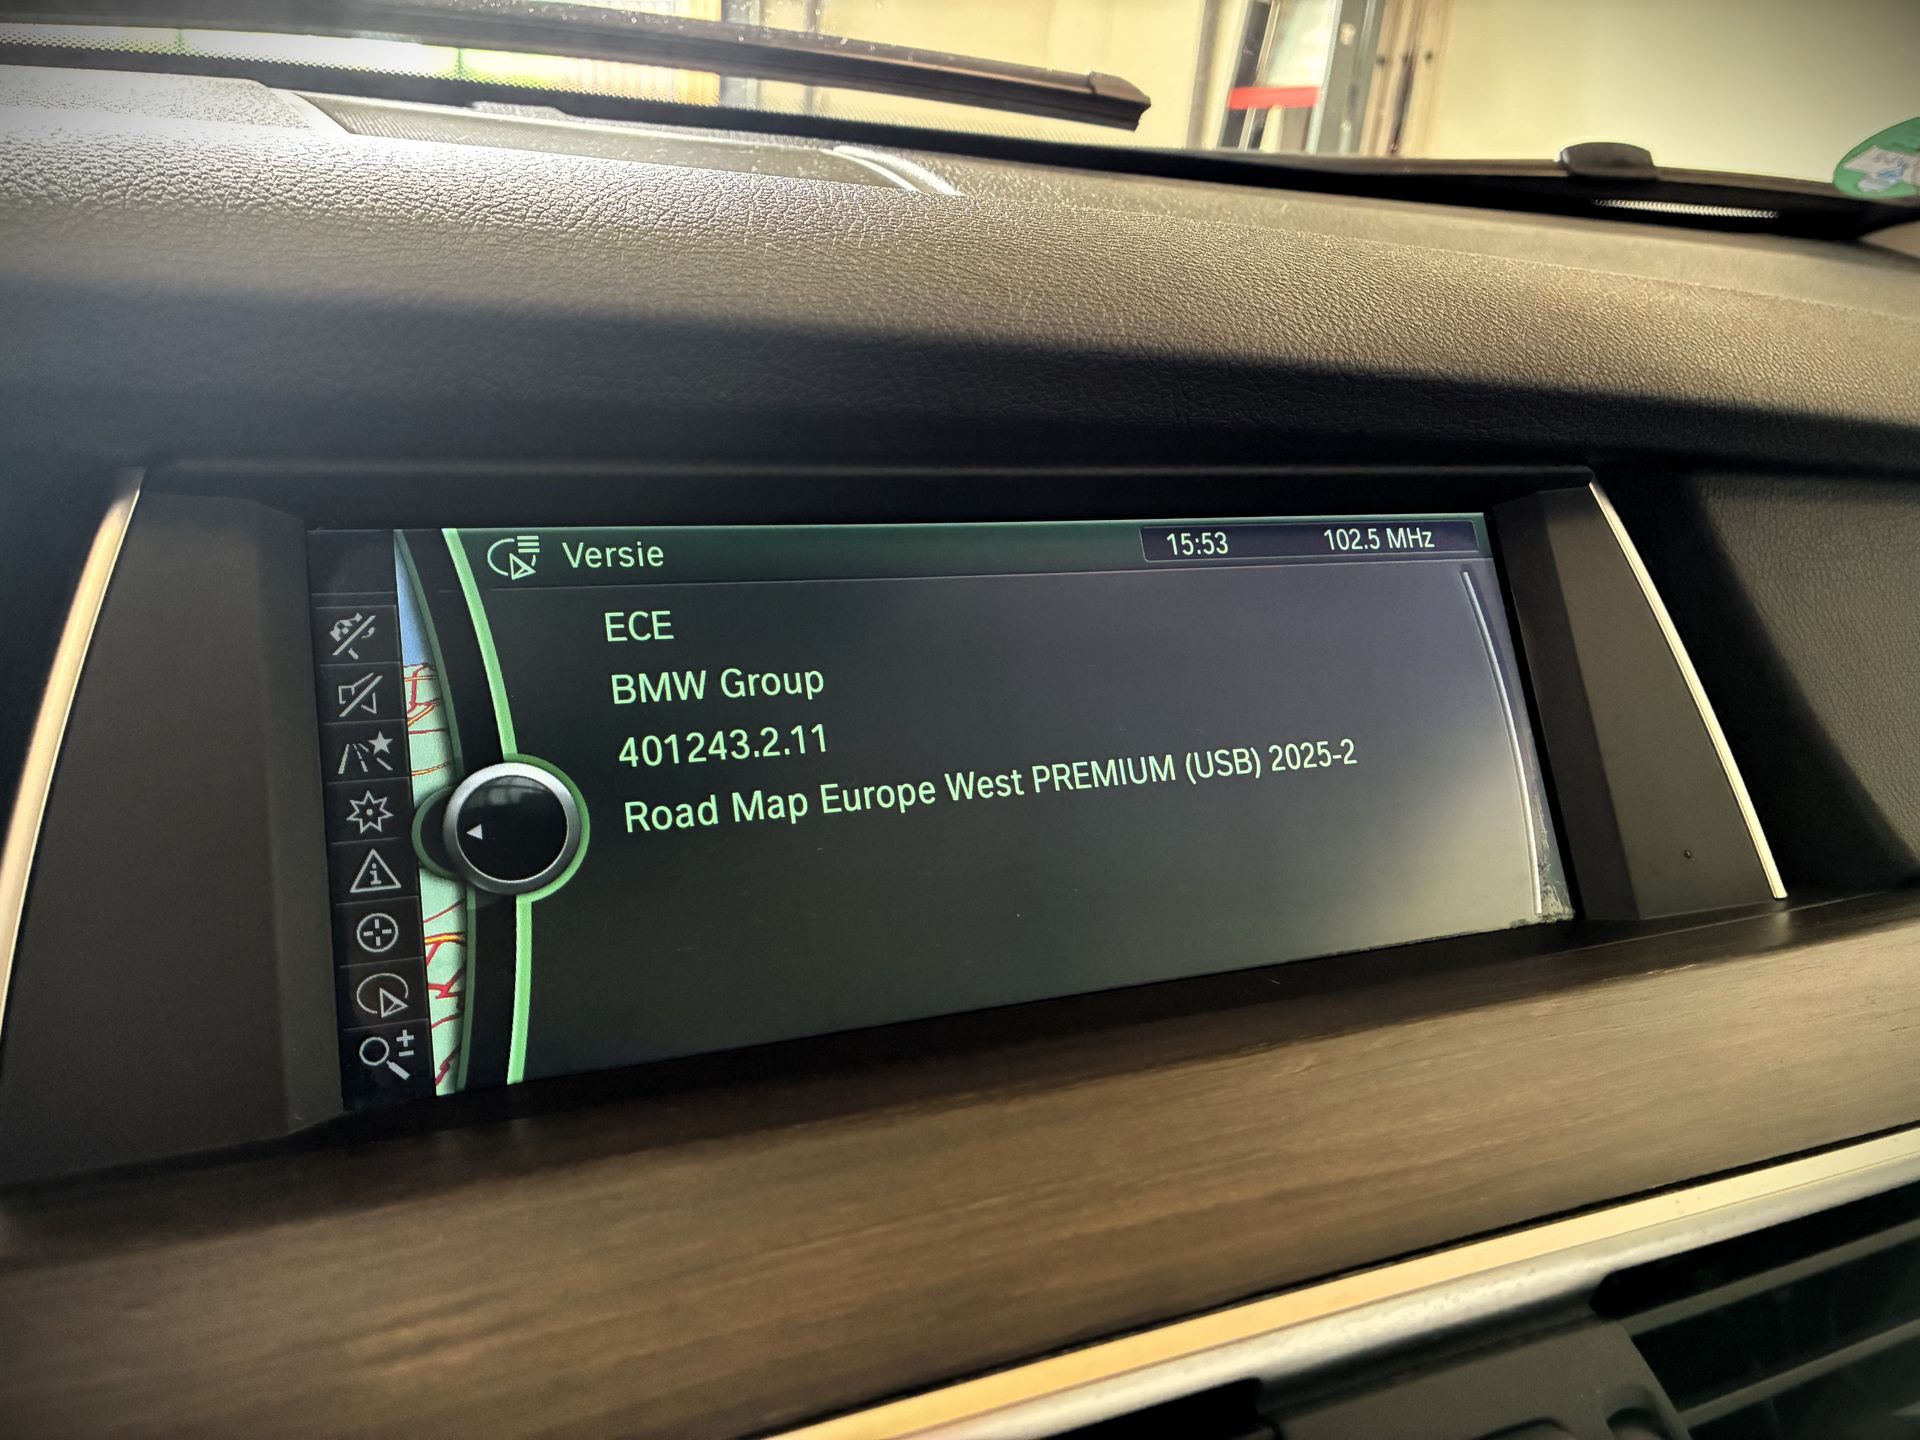 Versie
15:53 102.5 MHz
ECE
BMW Group
401243.2.11
Road Map Europe West PREMIUM (USB) 2025-2